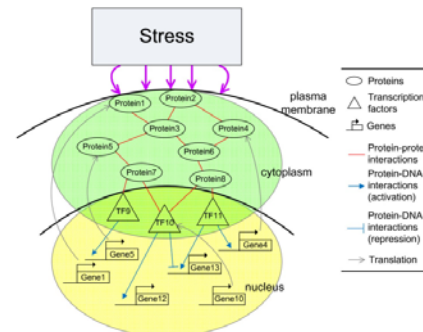 Stress
Protein1
Protein2
Protein3
Protein4
Protein5
Protein6
Protein7
Protein8
plasma
membrane
cytoplasm
TF9
TF10
TF11
Gene5
Gene1
Gene12
Gene13
Gene4
Gene10
nucleus
Proteins
Transcription
factors
Genes
Protein-protei
interactions
Protein-DNA
interactions
(activation)
Protein-DNA
interactions
(repression)
Translation